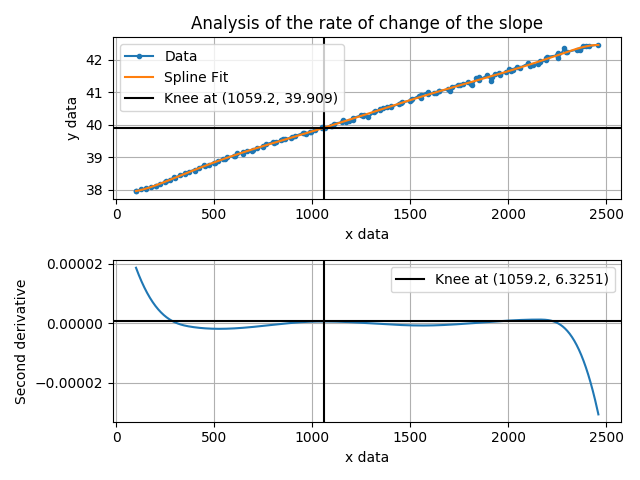 Analysis of the rate of change of the slope
Data
Spline Fit
Knee at (1059.2, 39.909)
y data
42
41
40
39
38
0 500 1000 1500 2000 2500
x data
Knee at (1059.2, 6.3251)
Second derivative
0.00002
0.00000
−0.00002
0 500 1000 1500 2000 2500
x data